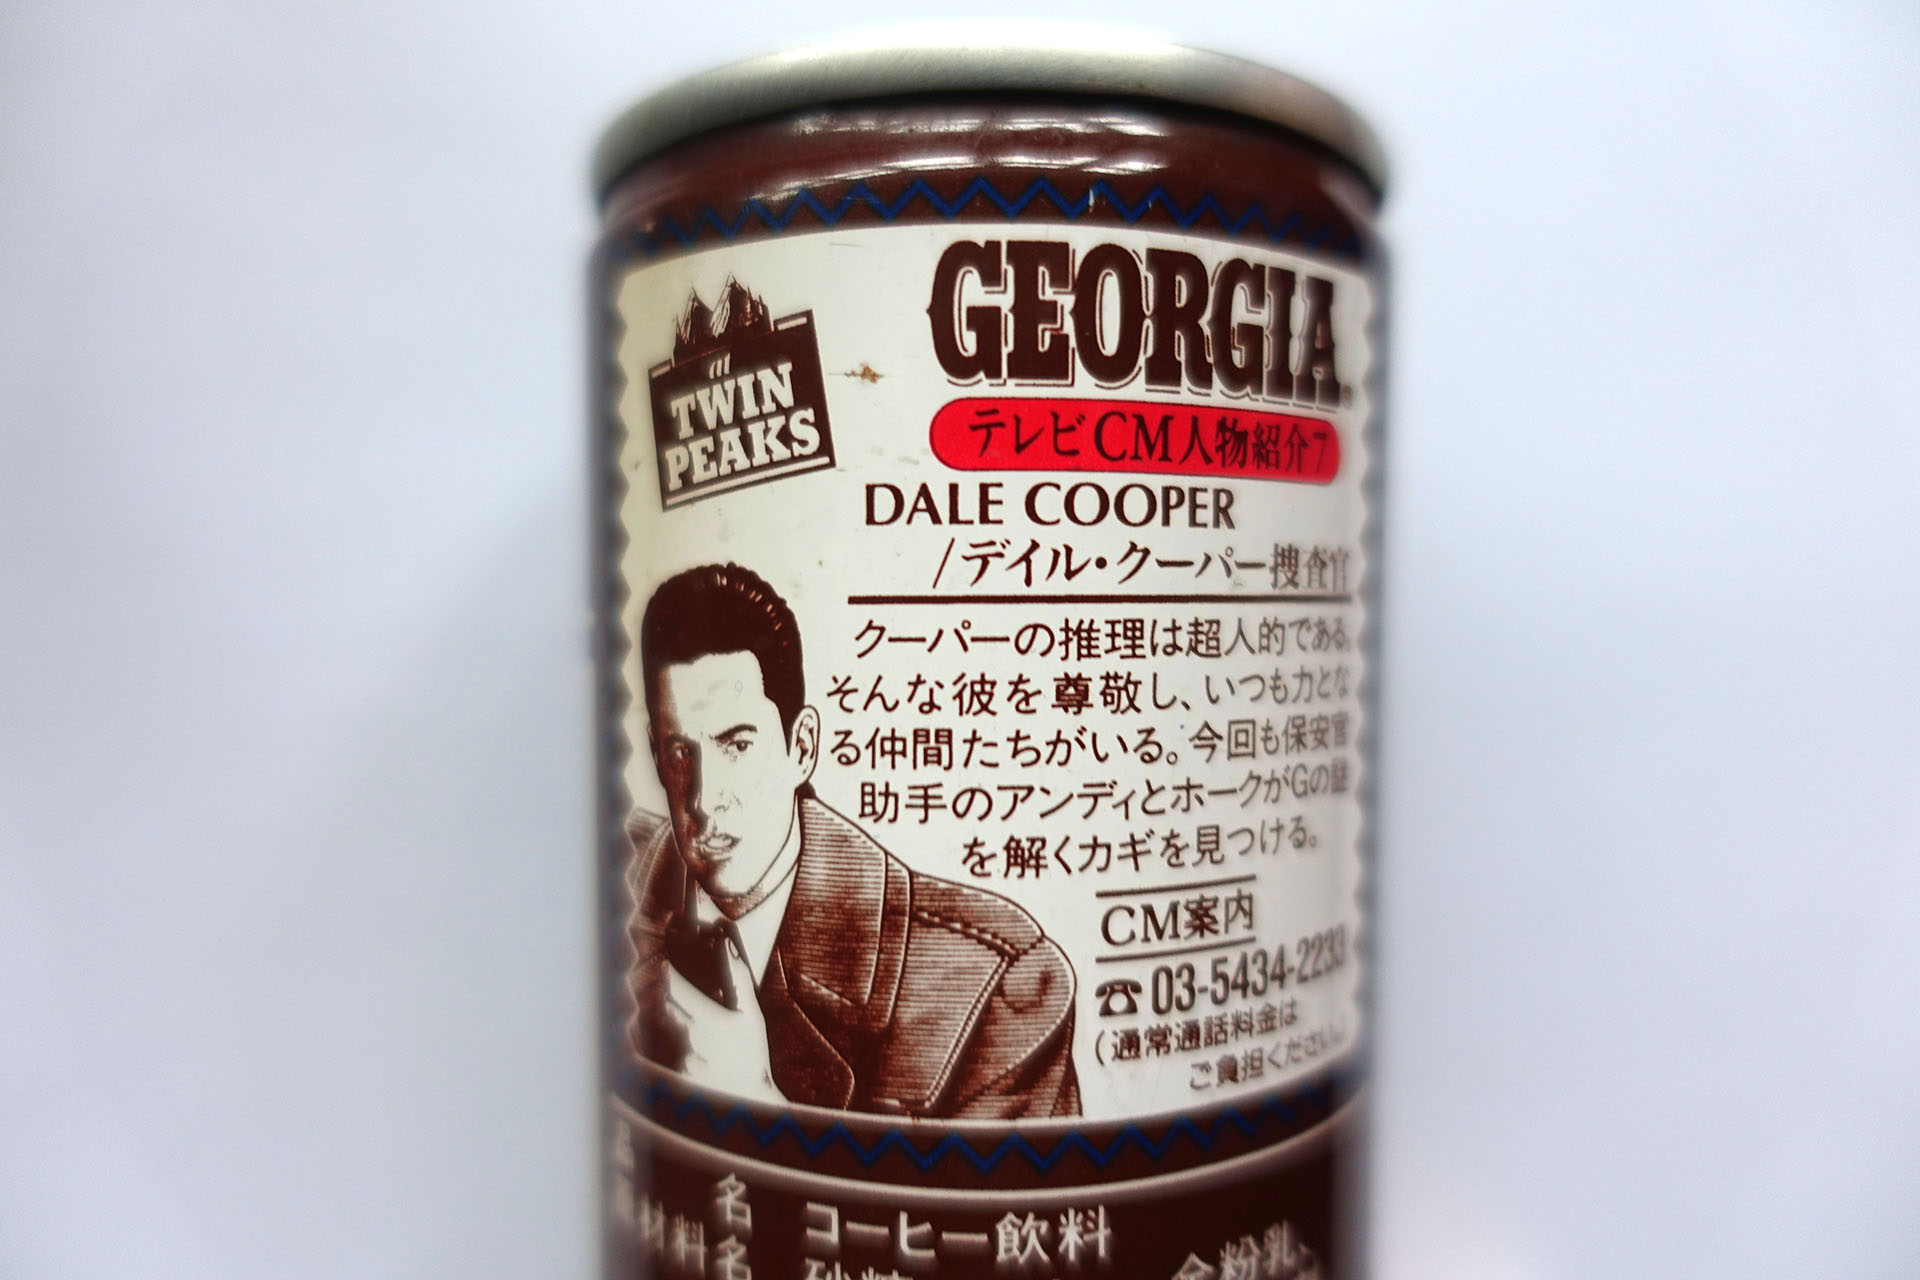 at
TWIN
PEAKS
GEORGIA
テレビCM人物紹介7
DALE COOPER
/デイル・クーパー捜査官
クーパーの推理は超人的である。
そんな彼を尊敬し、いつも力とな
る仲間たちがいる。今回も保安官
助手のアンディとホークがGの謎
を解くカギを見つける。
CM案内
☎03-5434-2233
(通常通話料金は
ご負担ください。)
名 コーヒー飲料
材料名 砂糖 全粉乳、